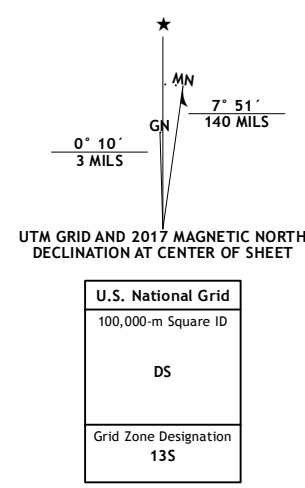 ★
MN
GN
7° 51´
140 MILS
0° 10´
3 MILS
UTM GRID AND 2017 MAGNETIC NORTH
DECLINATION AT CENTER OF SHEET
U.S. National Grid
100,000-m Square ID
DS
Grid Zone Designation
13S